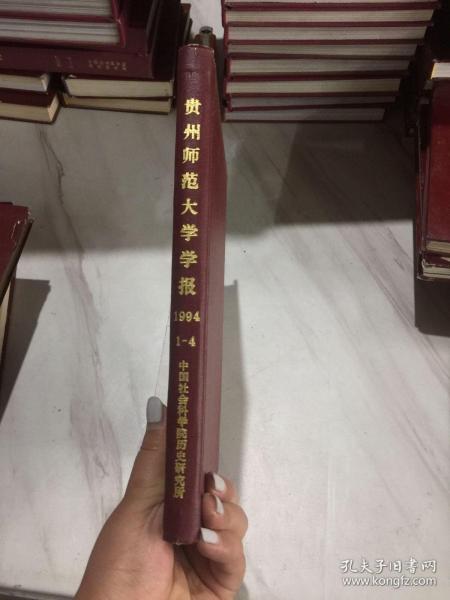 贵州师范大学学报
1994
1-4
中国社会科学院历史研究所
孔夫子旧书网
www.kongfz.com